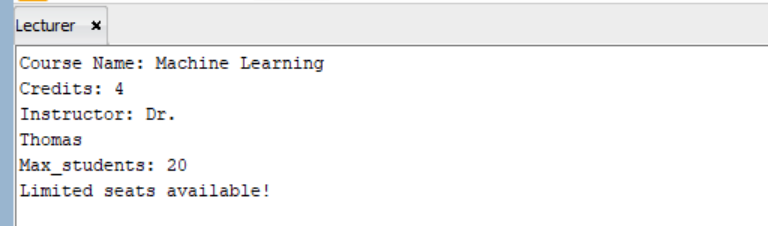 Lecturer ×
Course Name: Machine Learning
Credits: 4
Instructor: Dr.
Thomas
Max_students: 20
Limited seats available!